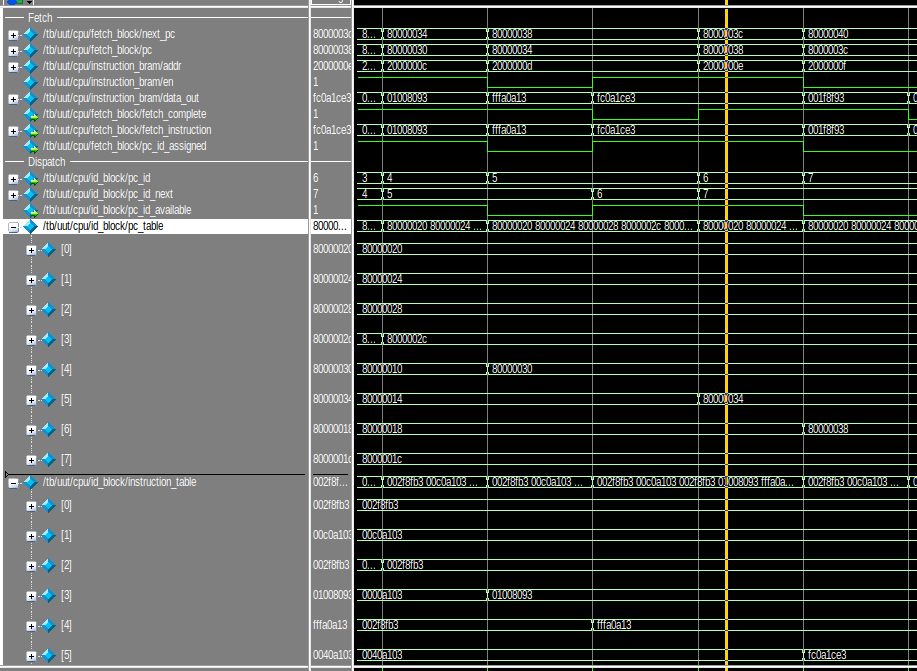 Fetch
/tb/uut/cpu/fetch_block/next_pc 8000003c 8... 80000034 80000038 8000003c 80000040
/tb/uut/cpu/fetch_block/pc 80000038 8... 80000030 80000034 80000038 8000003c
/tb/uut/cpu/instruction_bram/addr 2000000e 2... 2000000c 2000000d 2000000e 2000000f
/tb/uut/cpu/instruction_bram/en 1
/tb/uut/cpu/instruction_bram/data_out fc0a1ce3 0... 01008093 fffa0a13 fc0a1ce3 001f8f93
/tb/uut/cpu/fetch_block/fetch_complete 1
/tb/uut/cpu/fetch_block/fetch_instruction fc0a1ce3 0... 01008093 fffa0a13 fc0a1ce3 001f8f93
/tb/uut/cpu/fetch_block/pc_id_assigned 1
Dispatch
/tb/uut/cpu/id_block/pc_id 6 3 4 5 6 7
/tb/uut/cpu/id_block/pc_id_next 7 4 5 6 7
/tb/uut/cpu/id_block/pc_id_available 1
/tb/uut/cpu/id_block/pc_table 80000... 8... 80000020 80000024 ... 80000020 80000024 80000028 8000002c 8000... 80000020 80000024 ... 80000020 80000024 80000
[0] 80000020 80000020
[1] 80000024 80000024
[2] 80000028 80000028
[3] 8000002c 8... 8000002c
[4] 80000030 80000010 80000030
[5] 80000034 80000014 80000034
[6] 80000018 80000018 80000038
[7] 8000001c 8000001c
/tb/uut/cpu/id_block/instruction_table 002f8f... 0... 002f8fb3 00c0a103 ... 002f8fb3 00c0a103 ... 002f8fb3 00c0a103 002f8fb3 01008093 fffa0a... 002f8fb3 00c0a103 ...
[0] 002f8fb3 002f8fb3
[1] 00c0a103 00c0a103
[2] 002f8fb3 0... 002f8fb3
[3] 01008093 0000a103 01008093
[4] fffa0a13 002f8fb3 fffa0a13
[5] 0040a103 0040a103 fc0a1ce3